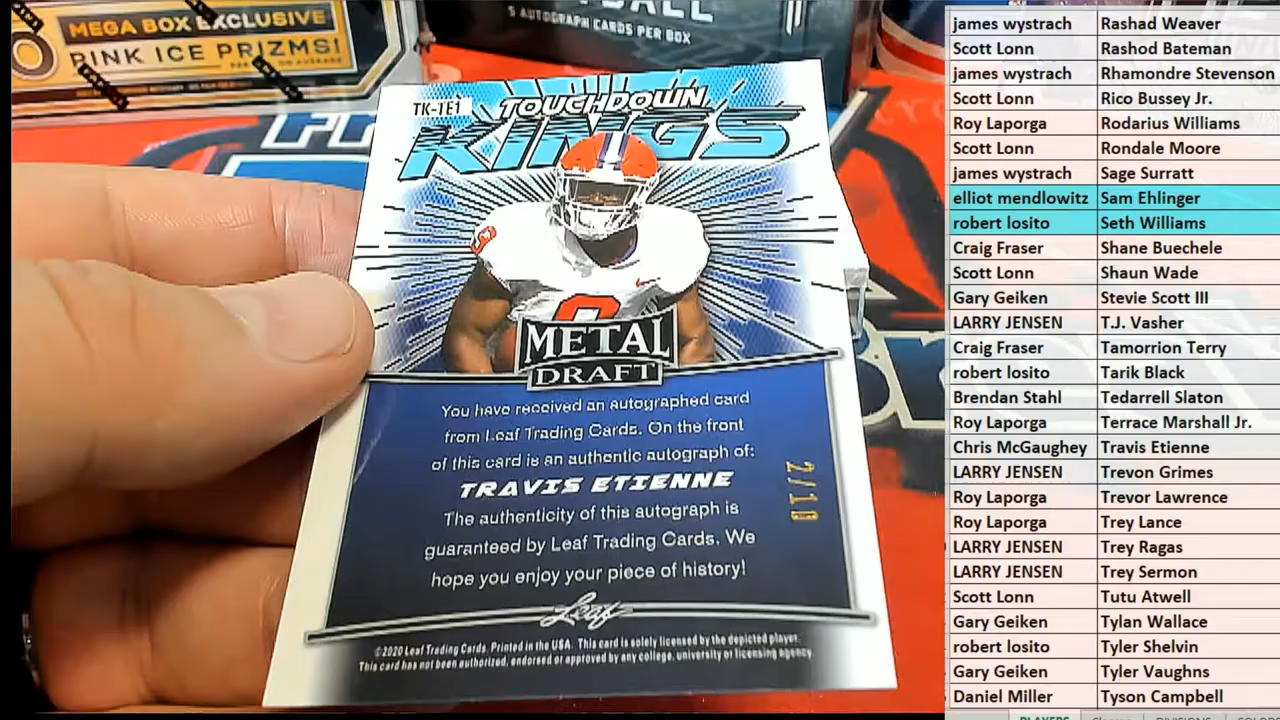 MEGA BOX EXCLUSIVE
PINK ICE PRIZMS!
5 AUTOGRAPH CARDS PER BOX
TK-TE1
TOUCHDOWN
KINGS
METAL
DRAFT
You have received an autographed card
from Leaf Trading Cards. On the front
of this card is an authentic autograph of:
TRAVIS ETIENNE
The authenticity of this autograph is
guaranteed by Leaf Trading Cards. We
hope you enjoy your piece of history!
2/10
Leaf
©2020 Leaf Trading Cards. Printed in the USA. This card is solely licensed by the depicted player.
This card has not been authorized, endorsed or approved by any college, university or licensing agency.
james wystrach Rashad Weaver
Scott Lonn Rashod Bateman
james wystrach Rhamondre Stevenson
Scott Lonn Rico Bussey Jr.
Roy Laporga Rodarius Williams
Scott Lonn Rondale Moore
james wystrach Sage Surratt
elliot mendlowitz Sam Ehlinger
robert losito Seth Williams
Craig Fraser Shane Buechele
Scott Lonn Shaun Wade
Gary Geiken Stevie Scott III
LARRY JENSEN T.J. Vasher
Craig Fraser Tamorrion Terry
robert losito Tarik Black
Brendan Stahl Tedarrell Slaton
Roy Laporga Terrace Marshall Jr.
Chris McGaughey Travis Etienne
LARRY JENSEN Trevon Grimes
Roy Laporga Trevor Lawrence
Roy Laporga Trey Lance
LARRY JENSEN Trey Ragas
LARRY JENSEN Trey Sermon
Scott Lonn Tutu Atwell
Gary Geiken Tylan Wallace
robert losito Tyler Shelvin
Gary Geiken Tyler Vaughns
Daniel Miller Tyson Campbell
PLAYERS